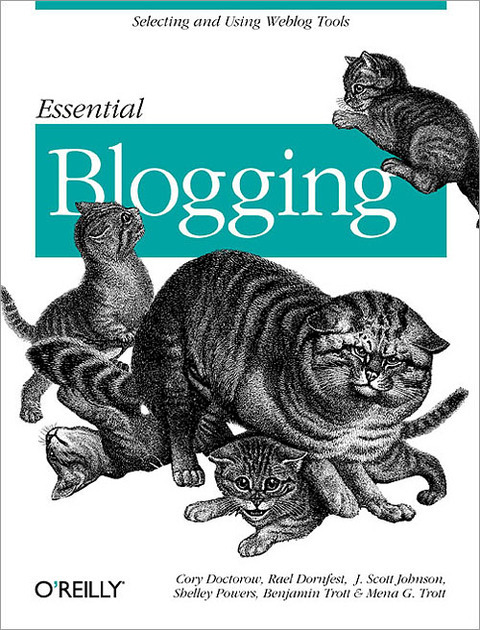 Selecting and Using Weblog Tools
Essential
Blogging
Cory Doctorow, Rael Dornfest, J. Scott Johnson,
Shelley Powers, Benjamin Trott & Mena G. Trott
O'REILLY®